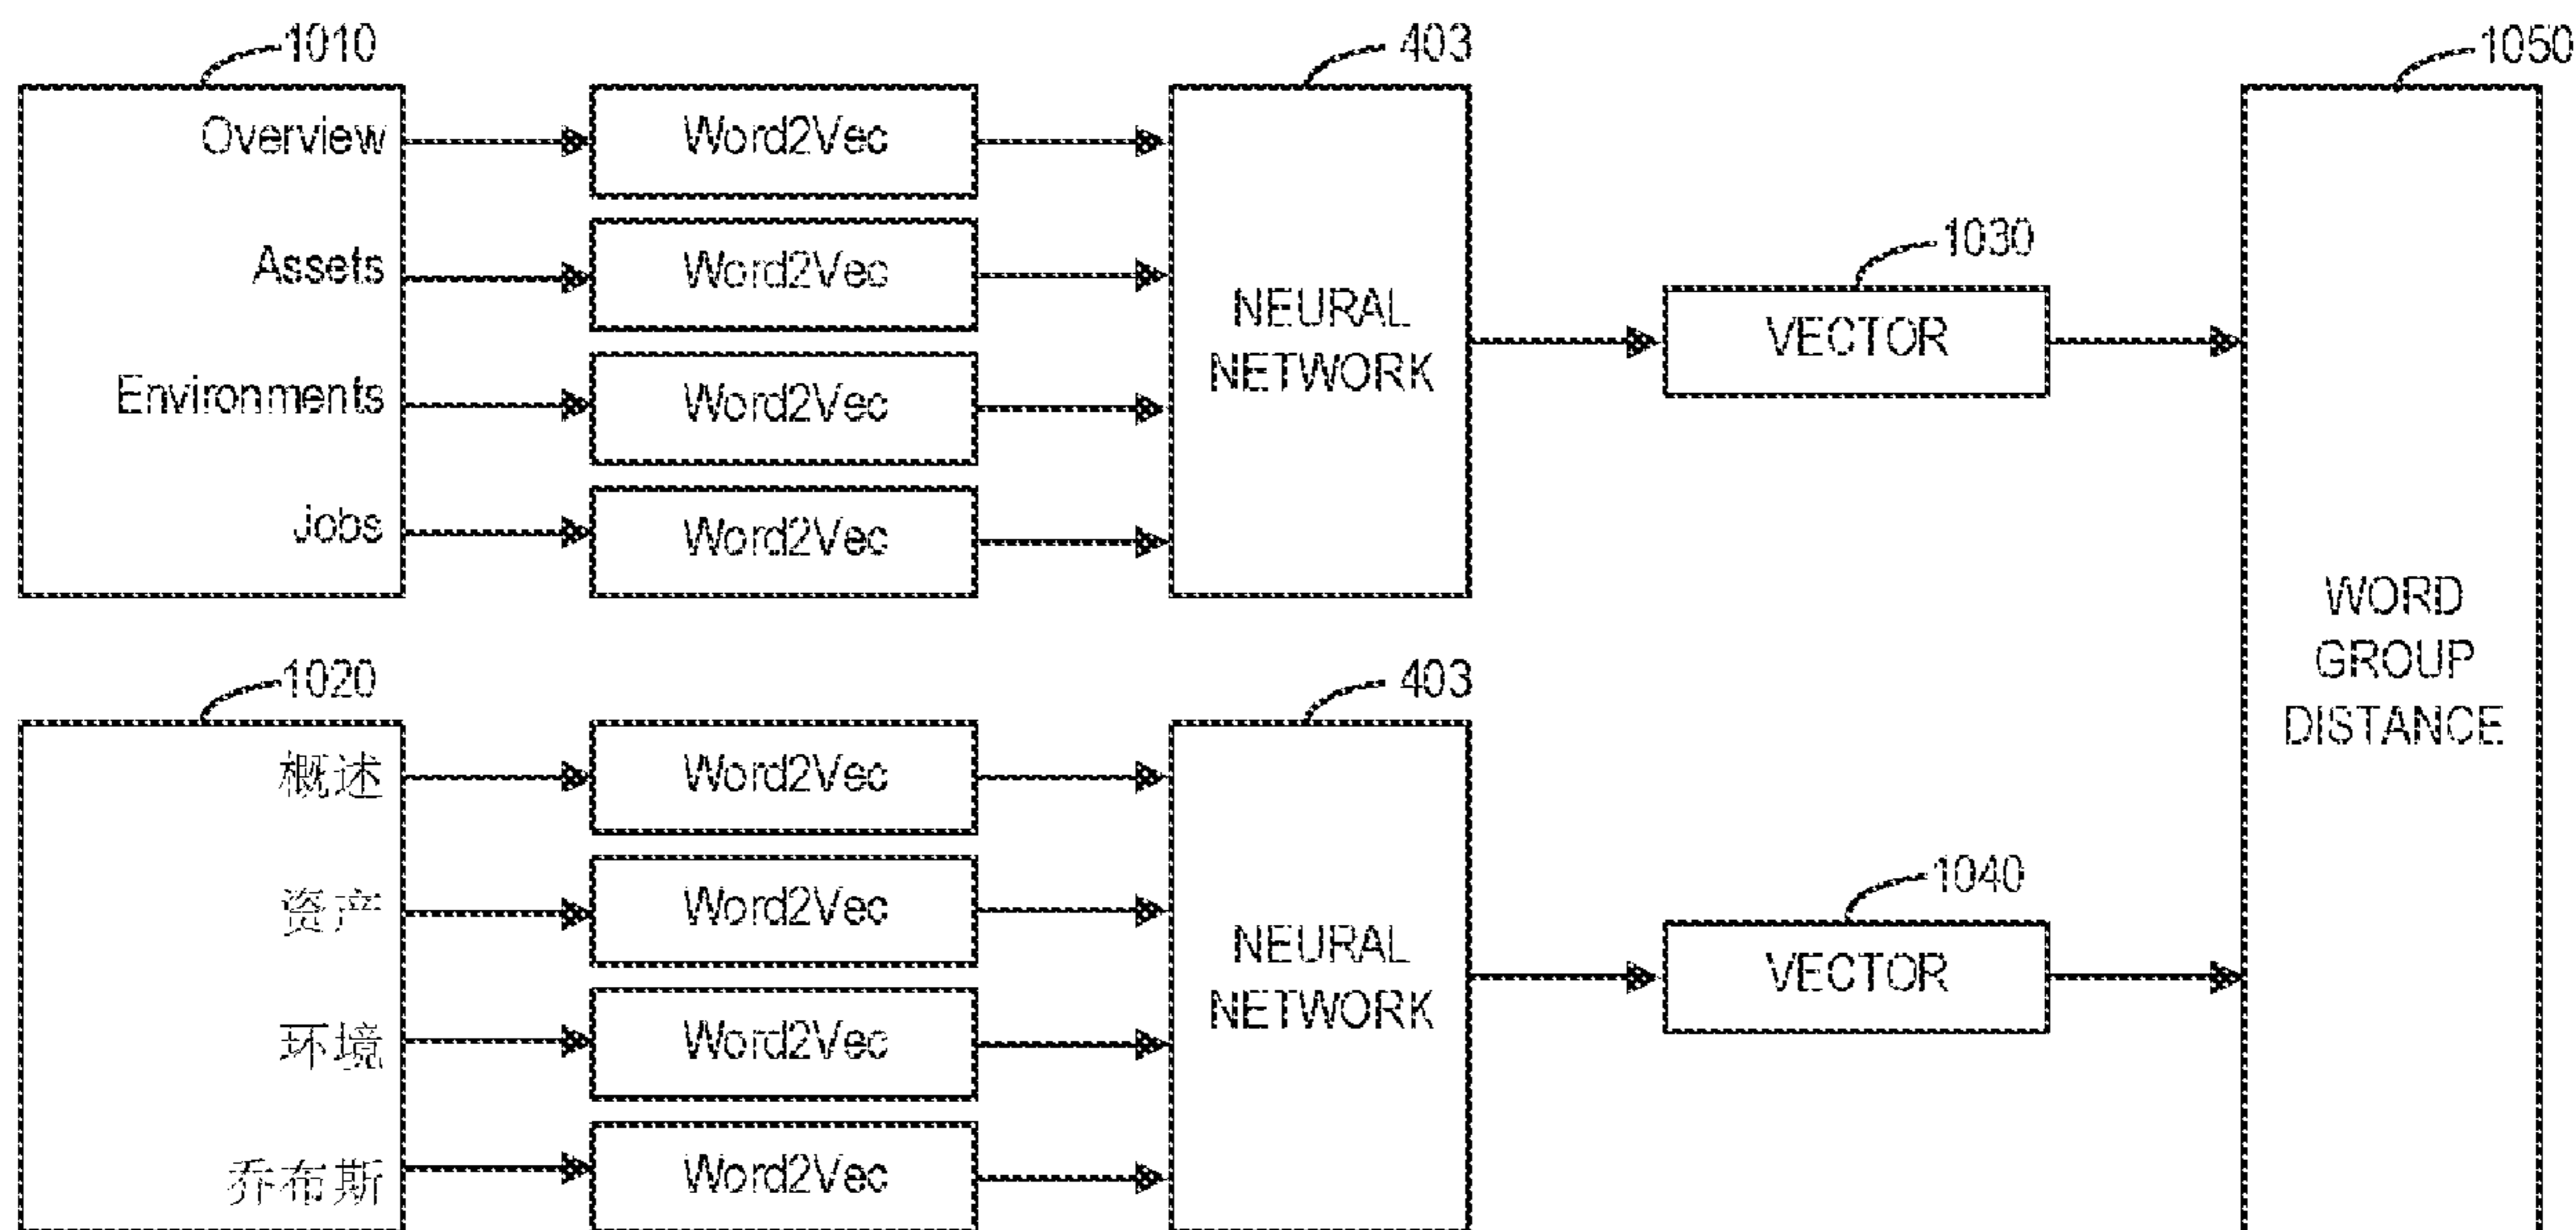 1010
403
1050
Overview
Word2Vec
Assets
Word2Vec
Environments
Word2Vec
Jobs
Word2Vec
NEURAL
NETWORK
1030
VECTOR
WORD
GROUP
DISTANCE
1020
403
概述
Word2Vec
资产
Word2Vec
环境
Word2Vec
乔布斯
Word2Vec
NEURAL
NETWORK
1040
VECTOR